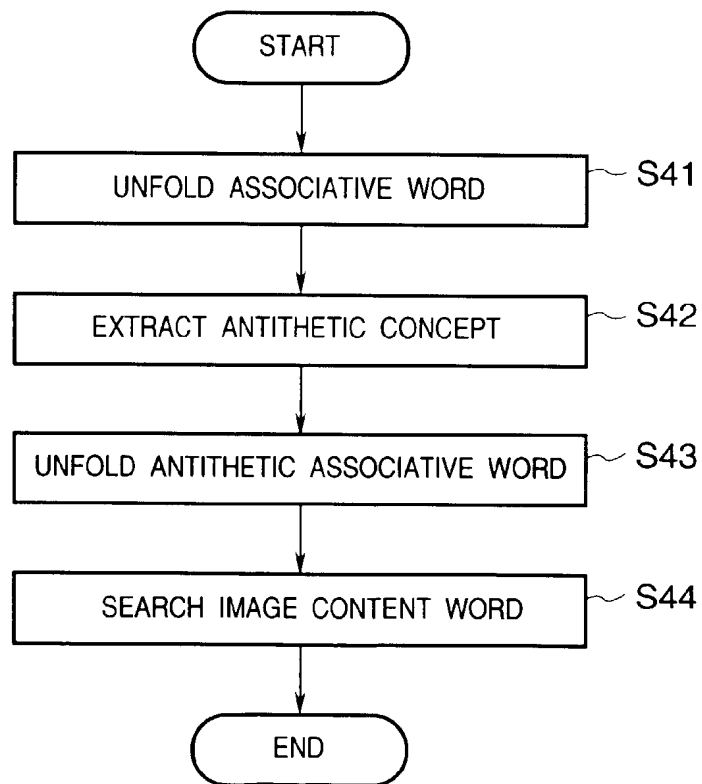 START
UNFOLD ASSOCIATIVE WORD
S41
EXTRACT ANTITHETIC CONCEPT
S42
UNFOLD ANTITHETIC ASSOCIATIVE WORD
S43
SEARCH IMAGE CONTENT WORD
S44
END